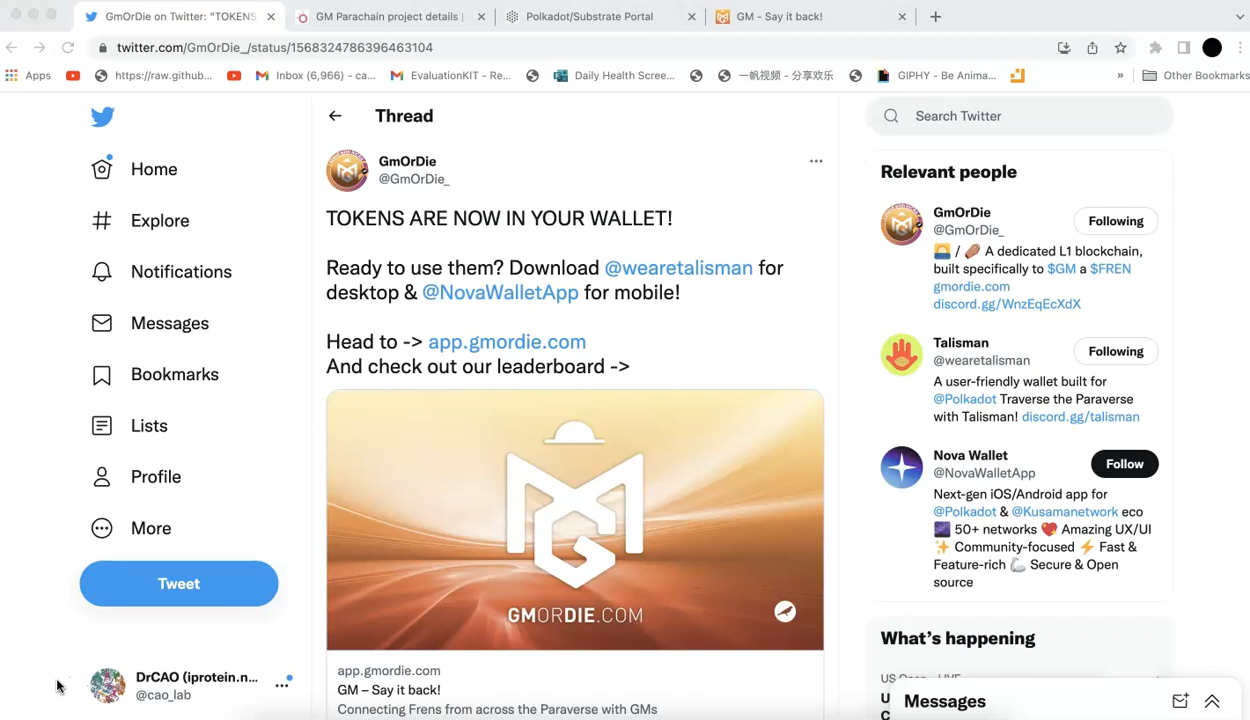 GmOrDie on Twitter: "TOKENS
GM Parachain project details |
Polkadot/Substrate Portal
GM - Say it back!
twitter.com/GmOrDie_/status/1568324786396463104
Apps
https://raw.github...
Inbox (6,966) - ca...
EvaluationKIT - Re...
Daily Health Scree...
一帆视频 - 分享欢乐
GIPHY - Be Anima...
»
Other Bookmarks
Home
Explore
Notifications
Messages
Bookmarks
Lists
Profile
More
Tweet
DrCAO (iprotein.n...
@cao_lab
Thread
GmOrDie
@GmOrDie_
TOKENS ARE NOW IN YOUR WALLET!
Ready to use them? Download @wearetalisman for
desktop & @NovaWalletApp for mobile!
Head to -> app.gmordie.com
And check out our leaderboard ->
GMORDIE.COM
app.gmordie.com
GM – Say it back!
Connecting Frens from across the Paraverse with GMs
Search Twitter
Relevant people
GmOrDie
@GmOrDie_
Following
🌅 / 🥜 A dedicated L1 blockchain,
built specifically to $GM a $FREN
gmordie.com
discord.gg/WnzEqEcXdX
Talisman
@wearetalisman
Following
A user-friendly wallet built for
@Polkadot Traverse the Paraverse
with Talisman! discord.gg/talisman
Nova Wallet
@NovaWalletApp
Follow
Next-gen iOS/Android app for
@Polkadot & @Kusamanetwork eco
🌌 50+ networks 💖 Amazing UX/UI
✨ Community-focused ⚡ Fast &
Feature-rich 🦾 Secure & Open
source
What's happening
US Open · LIVE
Messages